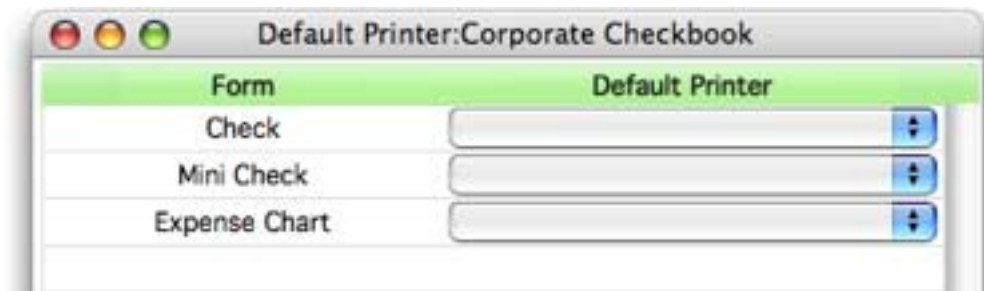 Default Printer:Corporate Checkbook
Form Default Printer
Check
Mini Check
Expense Chart